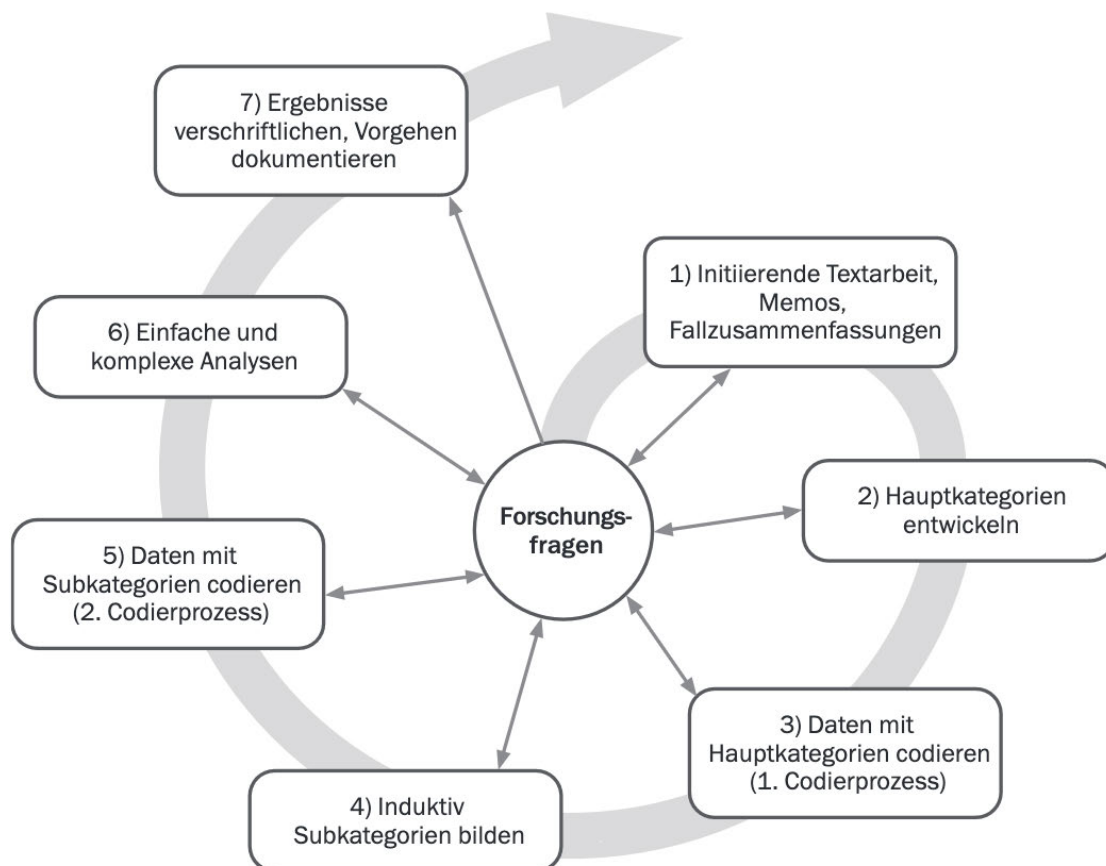 7) Ergebnisse
verschriftlichen, Vorgehen
dokumentieren
1) Initiierende Textarbeit,
Memos,
Fallzusammenfassungen
6) Einfache und
komplexe Analysen
Forschungs-
fragen
2) Hauptkategorien
entwickeln
5) Daten mit
Subkategorien codieren
(2. Codierprozess)
3) Daten mit
Hauptkategorien codieren
(1. Codierprozess)
4) Induktiv
Subkategorien bilden